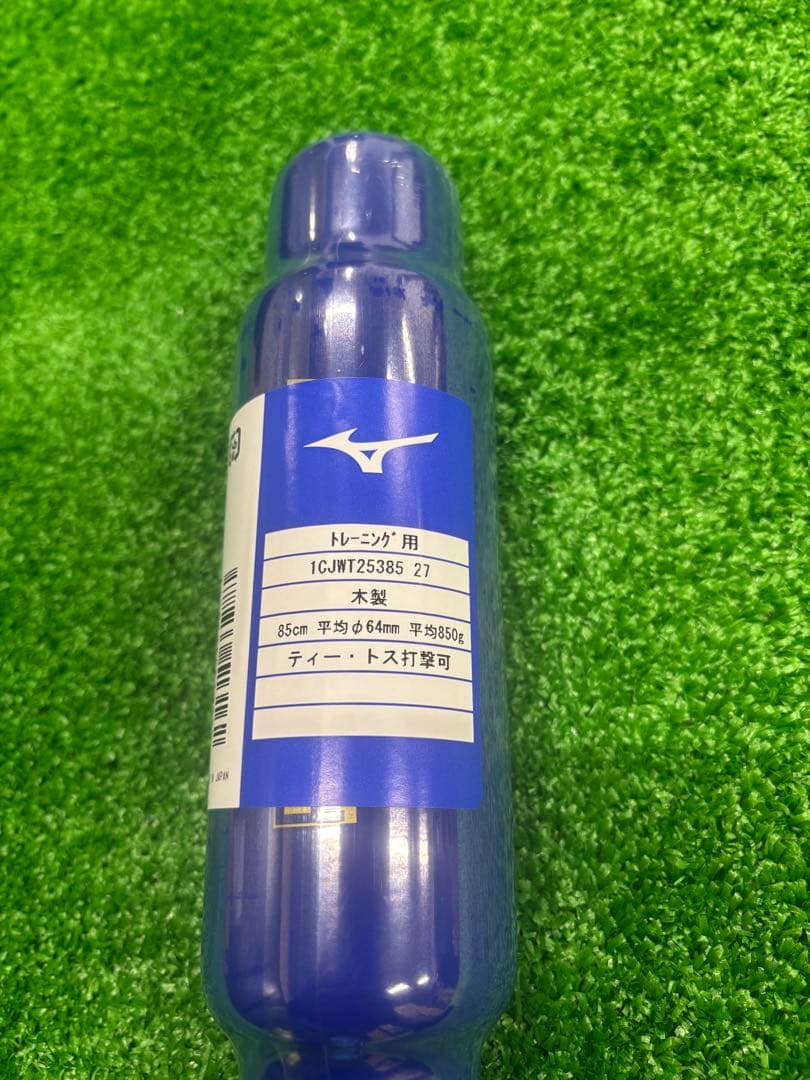 ﾄﾚｰﾆﾝｸﾞ用
1CJWT25385 27
木製
85cm 平均φ64mm 平均850g
ティー・トス打撃可
JAPAN